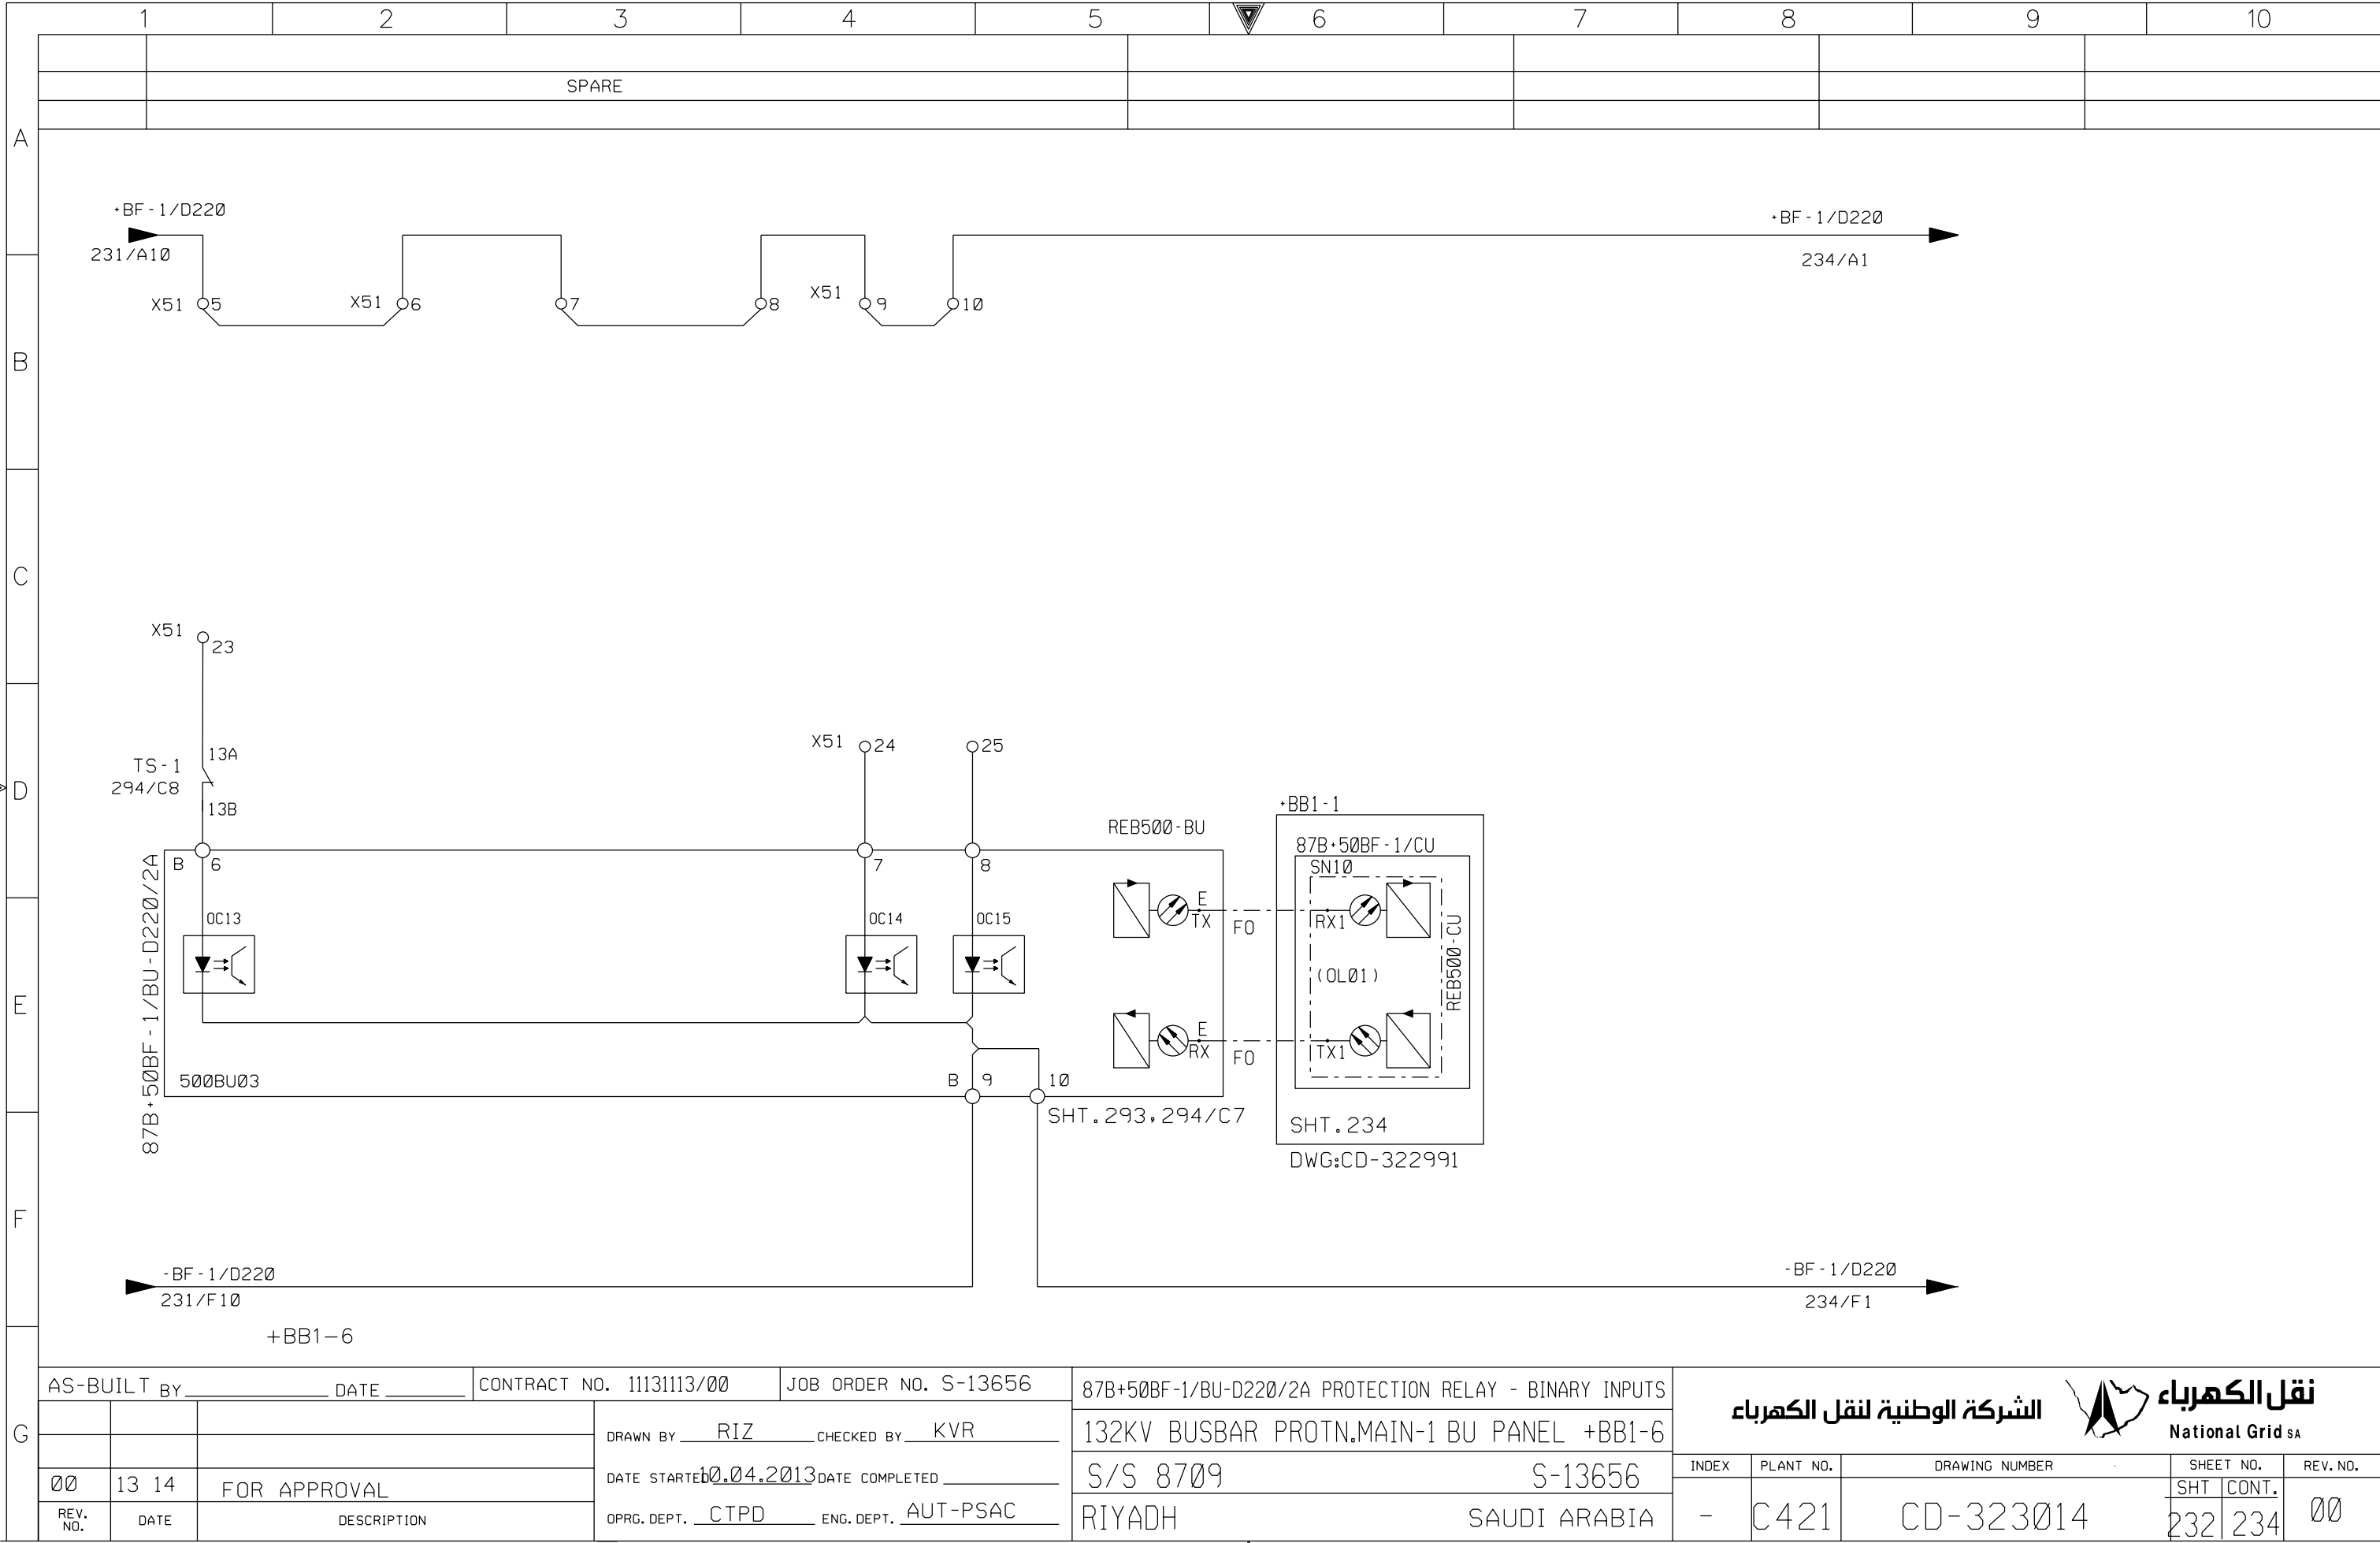 1 2 3 4 5 6 7 8 9 10
SPARE
A
+BF-1/D220
231/A10
+BF-1/D220
234/A1
X51 5
X51 6
7
8
X51 9
10
B
C
X51
23
X51 24
25
13A
TS-1
294/C8
13B
D
+BB1-1
REB500-BU
87B+50BF-1/CU
SN10
87B+50BF-1/BU-D220/2A
B 6
7
8
OC13
OC14
OC15
E
TX
FO
RX1
REB500-CU
(OL01)
E
E
RX
FO
TX1
500BU03
B 9
10
SHT.293,294/C7
SHT.234
DWG:CD-322991
F
-BF-1/D220
231/F10
-BF-1/D220
234/F1
+BB1-6
G
AS-BUILT BY DATE
CONTRACT NO. 11131113/00
JOB ORDER NO. S-13656
DRAWN BY RIZ CHECKED BY KVR
DATE STARTED 10.04.2013 DATE COMPLETED
OPRG. DEPT. CTPD ENG. DEPT. AUT-PSAC
00 13 14 FOR APPROVAL
REV. NO. DATE DESCRIPTION
87B+50BF-1/BU-D220/2A PROTECTION RELAY - BINARY INPUTS
132KV BUSBAR PROTN.MAIN-1 BU PANEL +BB1-6
S/S 8709 S-13656
RIYADH SAUDI ARABIA
الشركة الوطنية لنقل الكهرباء
نقل الكهرباء
National Grid SA
INDEX PLANT NO. DRAWING NUMBER SHEET NO. REV. NO.
SHT CONT.
- C421 CD-323014 232 234 00